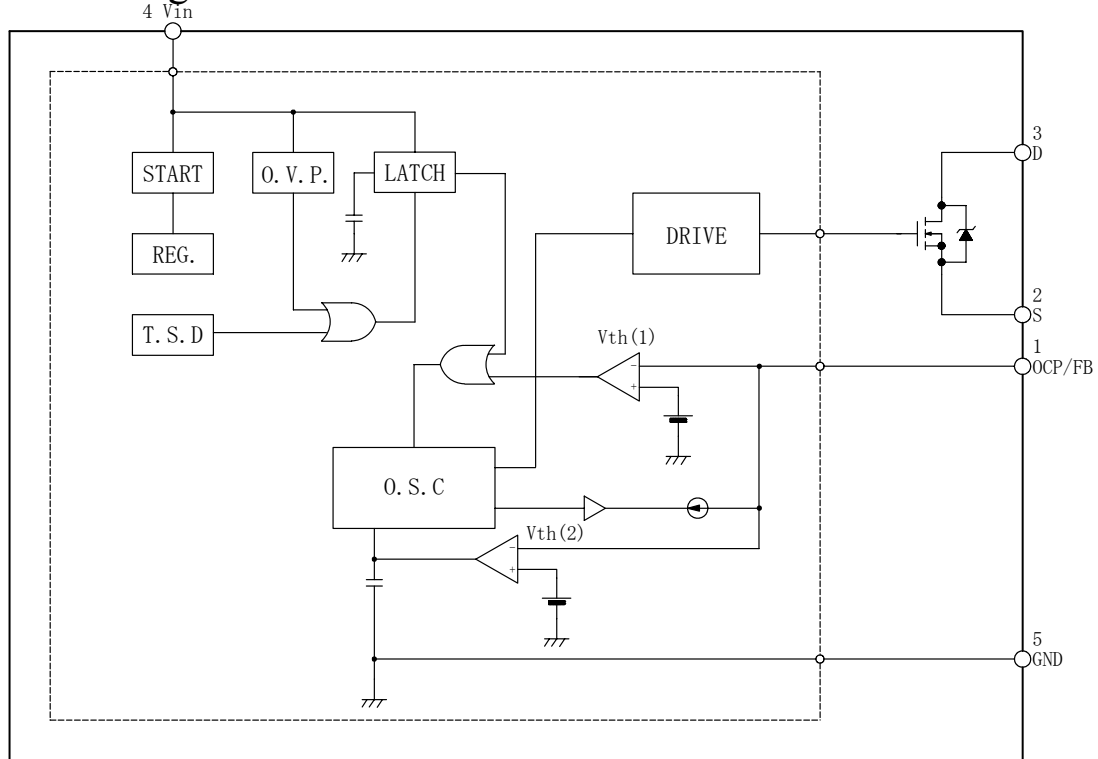 4 Vin
3
D
START
O.V.P.
LATCH
DRIVE
REG.
2
S
T.S.D
Vth(1)
1
OCP/FB
-
+
O.S.C
Vth(2)
-
+
5
GND